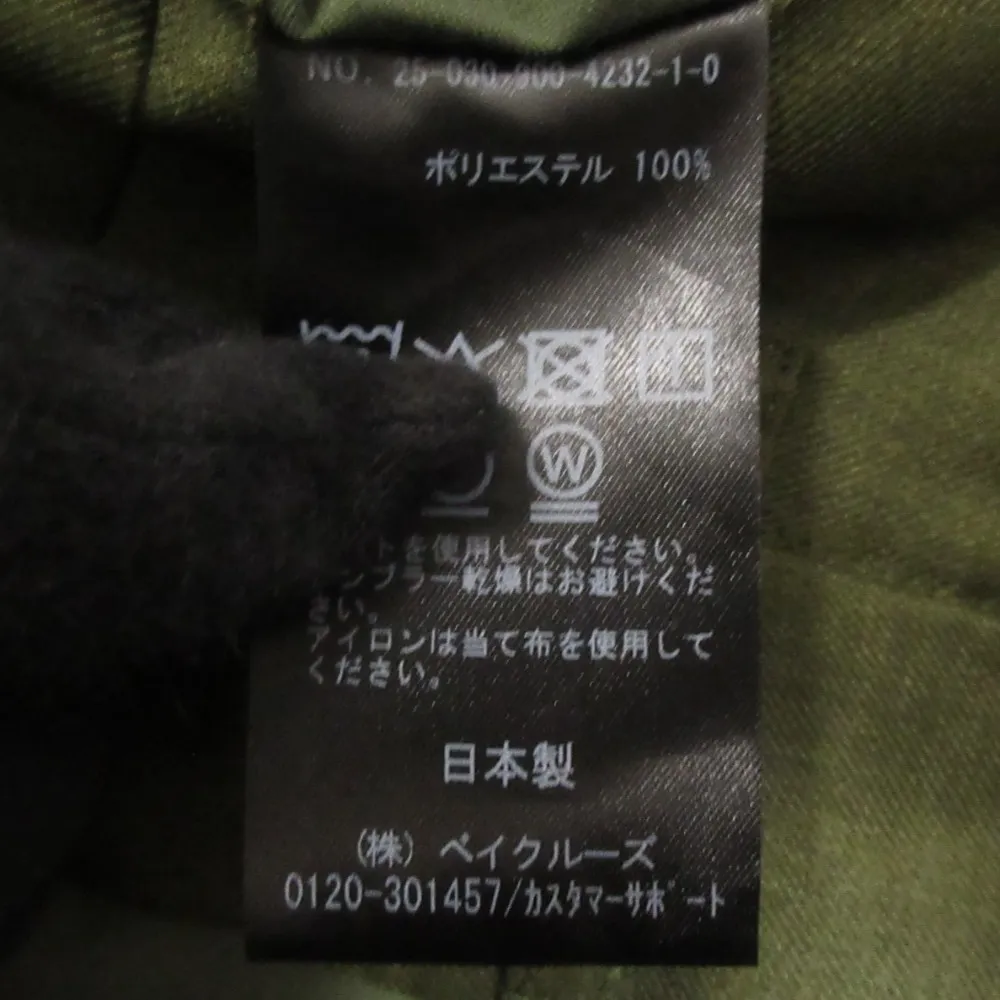 NO. 25-030-900-4232-1-0
ポリエステル 100%
W
トを使用してください。
ンブラー乾燥はお避けくだ
さい。
アイロンは当て布を使用して
ください。
日本製
(株) ベイクルーズ
0120-301457/カスタマーサポート